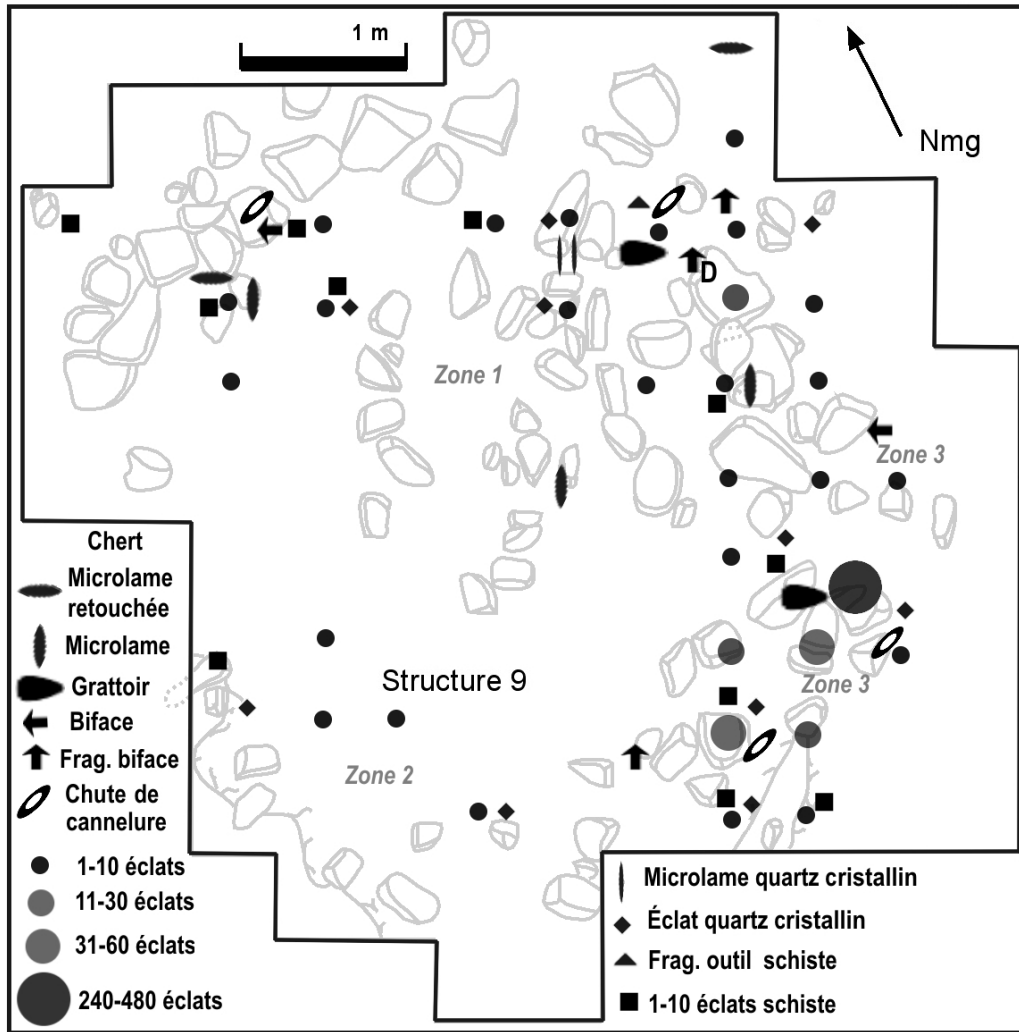 1 m
Nmg
D
Zone 1
Zone 3
Structure 9
Zone 3
Zone 2
Chert
Microlame
retouchée
Microlame
Grattoir
Biface
Frag. biface
Chute de
cannelure
1-10 éclats
11-30 éclats
31-60 éclats
240-480 éclats
Microlame quartz cristallin
Éclat quartz cristallin
Frag. outil schiste
1-10 éclats schiste